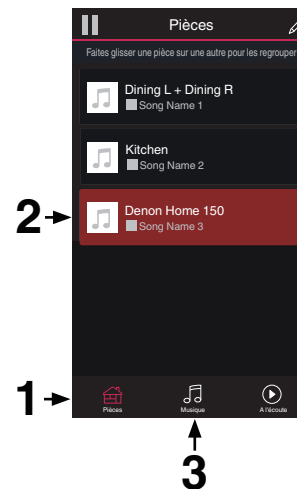 Pièces
Faites glisser une pièce sur une autre pour les regrouper
Dining L + Dining R
Song Name 1
Kitchen
Song Name 2
2
Denon Home 150
Song Name 3
1
Pièces
Musique
A l'écoute
3